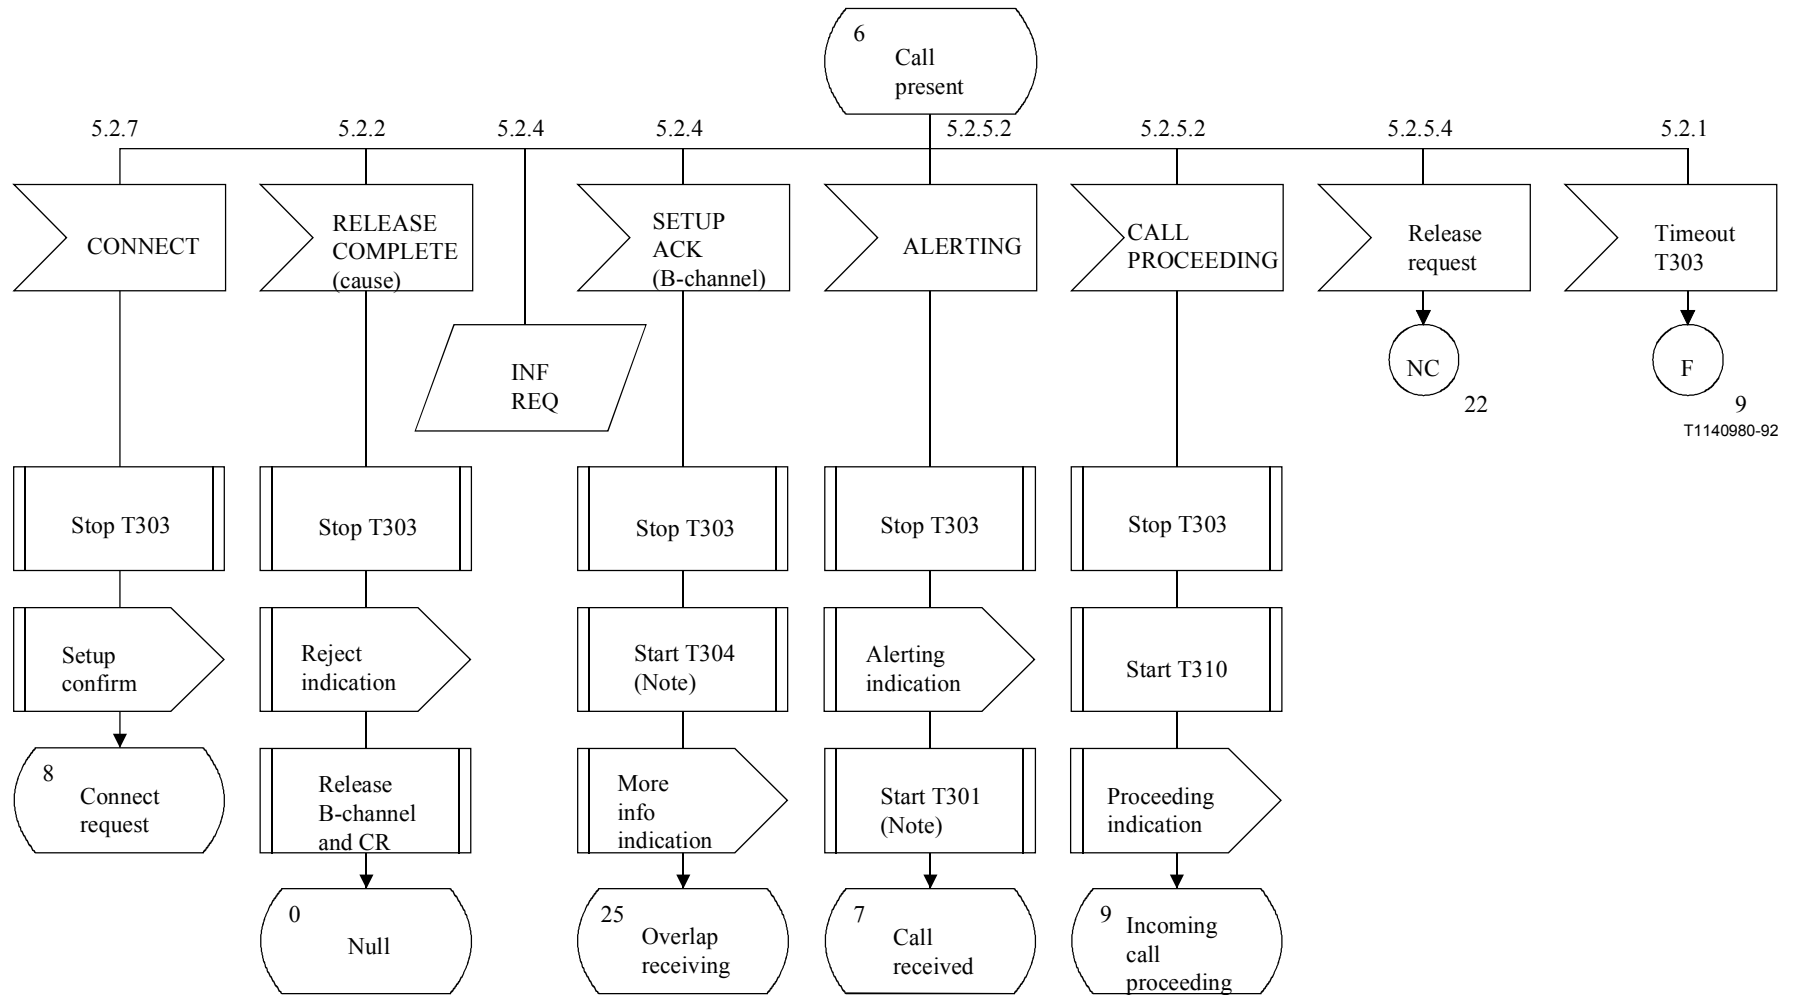 6
Call
present
5.2.7
5.2.2
5.2.4
5.2.4
5.2.5.2
5.2.5.2
5.2.5.4
5.2.1
CONNECT
RELEASE
COMPLETE
(cause)
SETUP
ACK
(B-channel)
ALERTING
CALL
PROCEEDING
Release
request
Timeout
T303
INF
REQ
NC
22
F
9
T1140980-92
Stop T303
Stop T303
Stop T303
Stop T303
Stop T303
Setup
confirm
Reject
indication
Start T304
(Note)
Alerting
indication
Start T310
8
Connect
request
Release
B-channel
and CR
More
info
indication
Start T301
(Note)
Proceeding
indication
0
Null
25
Overlap
receiving
7
Call
received
9
Incoming
call
proceeding